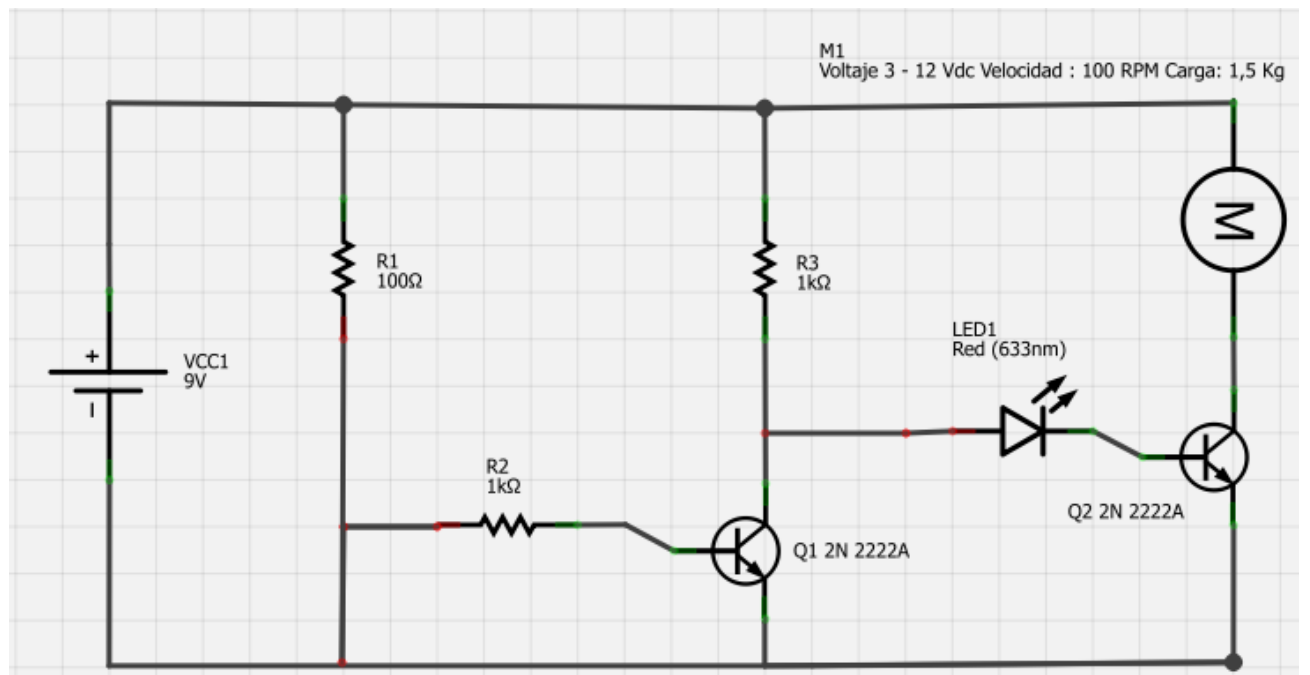 M1
Voltaje 3 - 12 Vdc Velocidad : 100 RPM Carga: 1,5 Kg
R1
100Ω
R3
1kΩ
M
LED1
Red (633nm)
+
VCC1
9V
R2
1kΩ
Q2 2N 2222A
Q1 2N 2222A